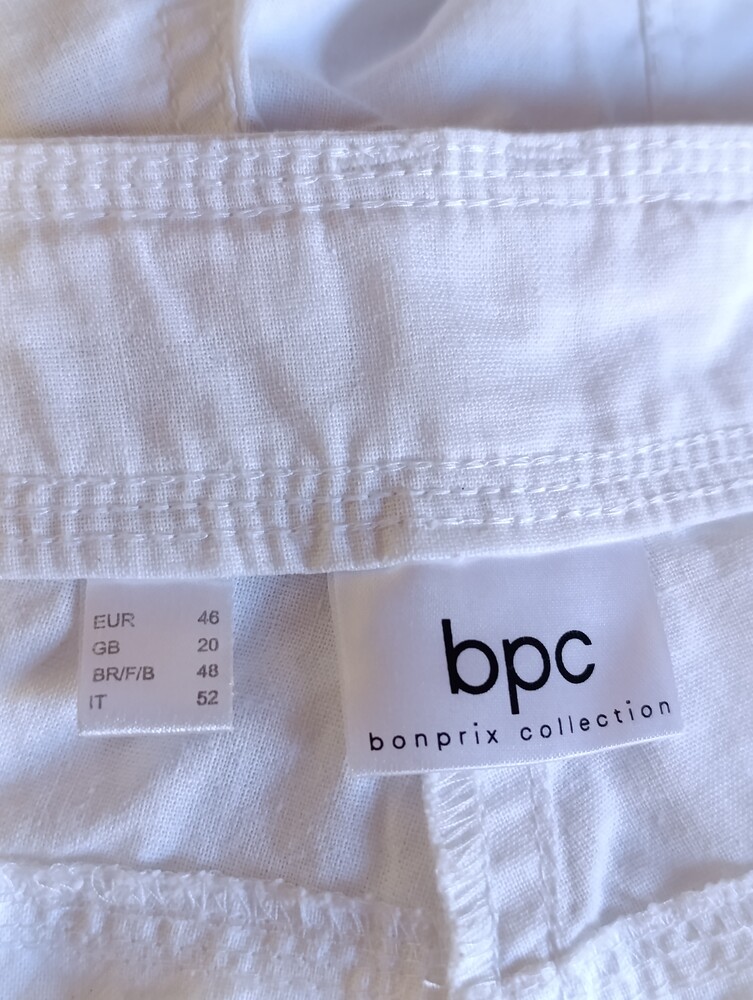 EUR 46
GB 20
BR/F/B 48
IT 52
bpc
bonprix collection